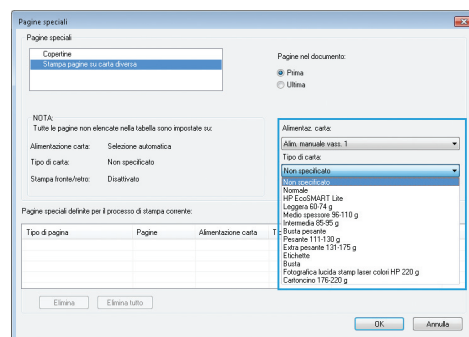 Pagine speciali
Pagine speciali
Copertine
Stampa pagine su carta diversa
Pagine nel documento:
Prima
Ultima
NOTA:
Tutte le pagine non elencate nella tabella sono impostate su:
Alimentazione carta: Selezione automatica
Tipo di carta: Non specificato
Stampa fronte/retro: Disattivato
Alimentaz. carta:
Alim. manuale vass. 1
Tipo di carta:
Non specificato
Non specificato
Normale
HP EcoSMART Lite
Leggera 60-74 g
Medio spessore 96-110 g
Intermedia 85-95 g
Busta pesante
Pesante 111-130 g
Extra pesante 131-175 g
Etichette
Busta
Fotografica lucida stamp laser colori HP 220 g
Cartoncino 176-220 g
Pagine speciali definite per il processo di stampa corrente:
Tipo di pagina Pagine Alimentazione carta
Elimina Elimina tutto
OK Annulla